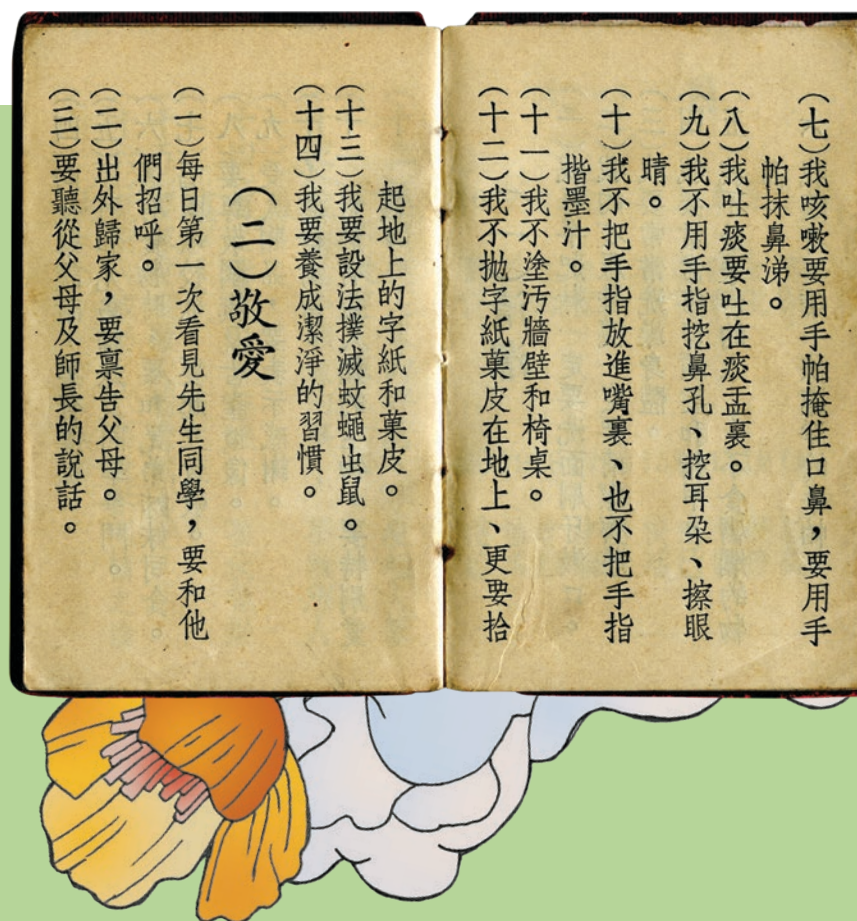 (七)我咳嗽要用手帕掩住口鼻,要用手
帕抹鼻涕。
(八)我吐痰要吐在痰盂裏。
(九)我不用手指挖鼻孔、挖耳朶、擦眼
睛。
(十)我不把手指放進嘴裏、也不把手指
揩墨汁。
(十一)我不塗汚牆壁和椅桌。
(十二)我不拋字紙菓皮在地上、更要拾
起地上的字紙和菓皮。
(十三)我要設法撲滅蚊蠅虫鼠。
(十四)我要養成潔淨的習慣。
(二)敬愛
(一)每日第一次看見先生同學,要和他
們招呼。
(二)出外歸家,要禀告父母。
(三)要聽從父母及師長的說話。